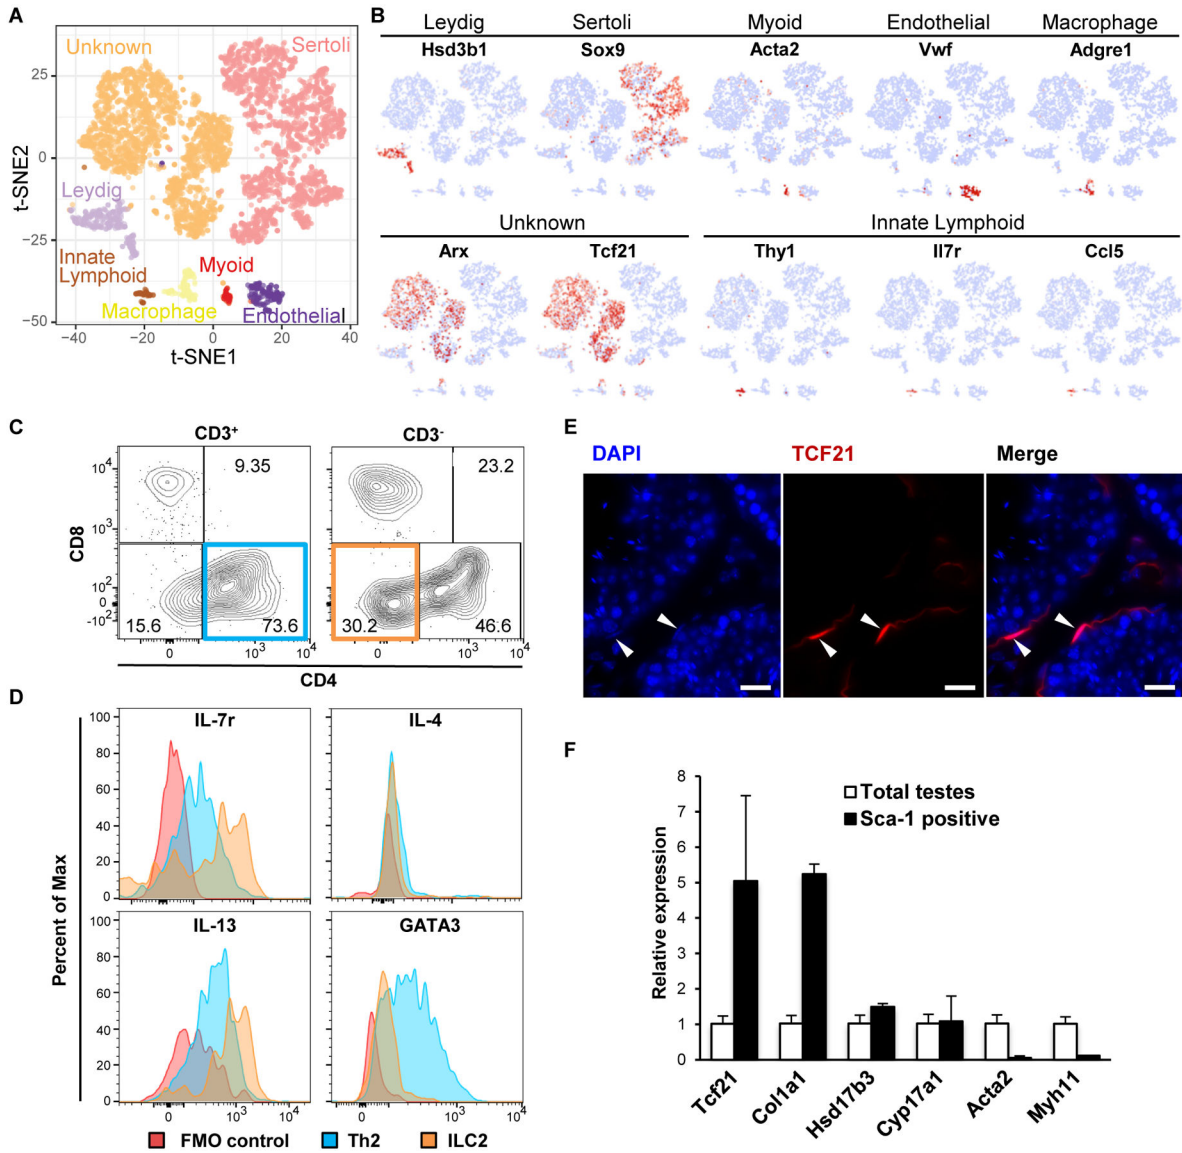 A
Unknown
Sertoli
Leydig
Innate
Lymphoid
Myoid
Macrophage
Endothelial
t-SNE2
25
0
−25
−50
−40 −20 0 20 40
t-SNE1
B
Leydig Sertoli Myoid Endothelial Macrophage
Hsd3b1 Sox9 Acta2 Vwf Adgre1
Unknown Innate Lymphoid
Arx Tcf21 Thy1 Il7r Ccl5
C
CD3+ CD3-
9.35 23.2
15.6 73.6 30.2 46.6
CD8
10^4
10^3
10^2
0
-10^2
0 10^3 10^4 0 10^3 10^4
CD4
D
IL-7r IL-4
100
80
60
40
20
0
IL-13 GATA3
100
80
60
40
20
0
0 10^3 10^4 0 10^3 10^4
Percent of Max
FMO control Th2 ILC2
E
DAPI TCF21 Merge
F
Total testes
Sca-1 positive
Relative expression
8
7
6
5
4
3
2
1
0
Tcf21 Col1a1 Hsd17b3 Cyp17a1 Acta2 Myh11